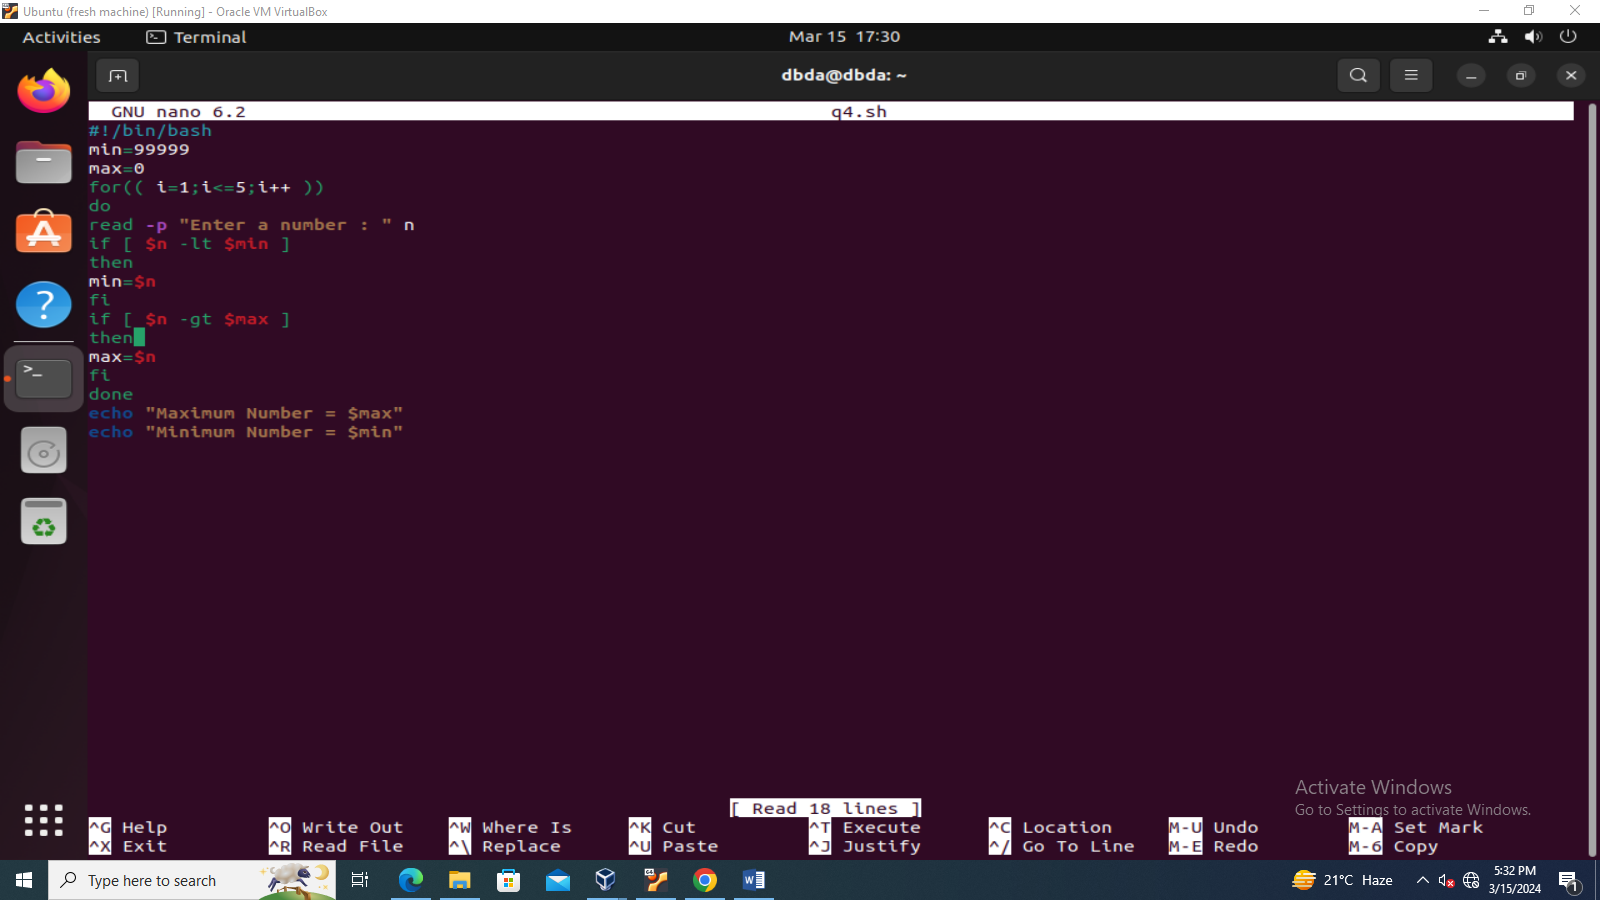 Ubuntu (fresh machine) [Running] - Oracle VM VirtualBox
Activities Terminal Mar 15 17:30
dbda@dbda: ~
GNU nano 6.2 q4.sh
#!/bin/bash
min=99999
max=0
for(( i=1;i<=5;i++ ))
do
read -p "Enter a number : " n
if [ $n -lt $min ]
then
min=$n
fi
if [ $n -gt $max ]
then
max=$n
fi
done
echo "Maximum Number = $max"
echo "Minimum Number = $min"
Activate Windows
Go to Settings to activate Windows.
[ Read 18 lines ]
^G Help ^O Write Out ^W Where Is ^K Cut ^T Execute ^C Location M-U Undo M-A Set Mark
^X Exit ^R Read File ^\ Replace ^U Paste ^J Justify ^/ Go To Line M-E Redo M-6 Copy
Type here to search 21°C Haze 5:32 PM
3/15/2024 1